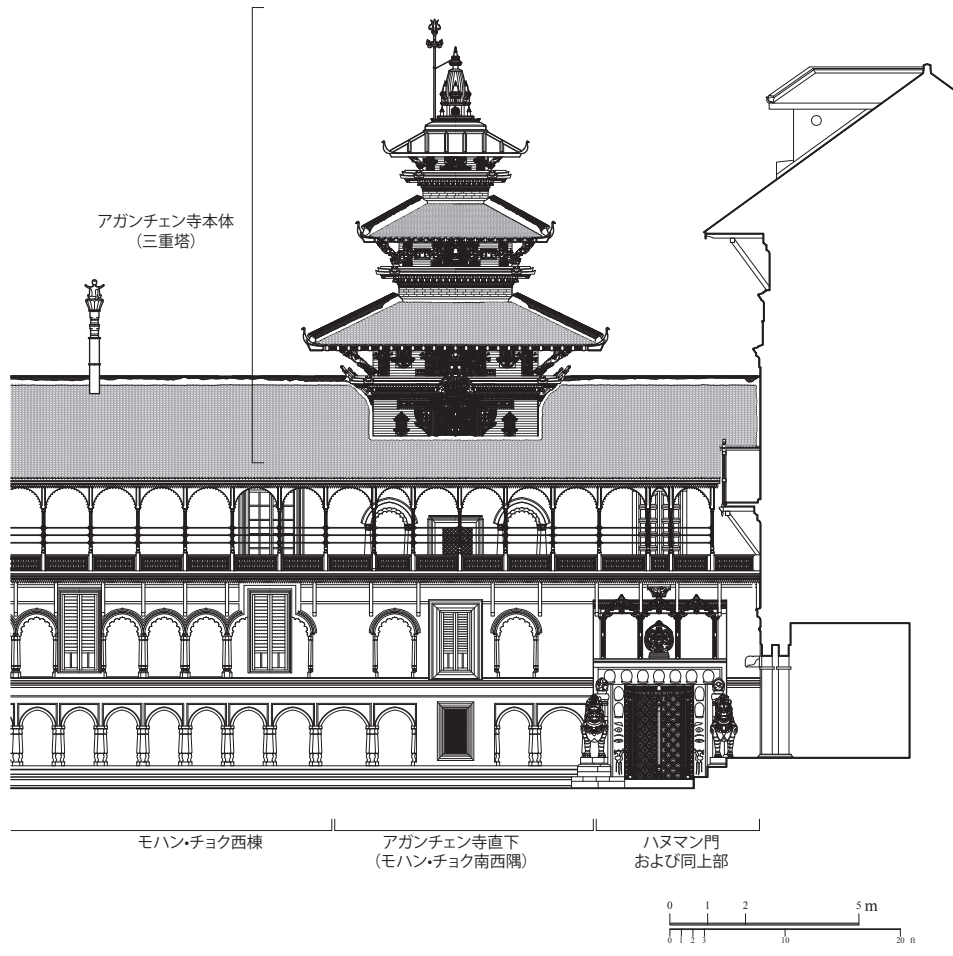 アガンチェン寺本体
（三重塔）
モハン・チョク西棟
アガンチェン寺直下
（モハン・チョク南西隅）
ハヌマン門
および同上部
0 1 2 5 m
0 1 2 3 10 20 ft